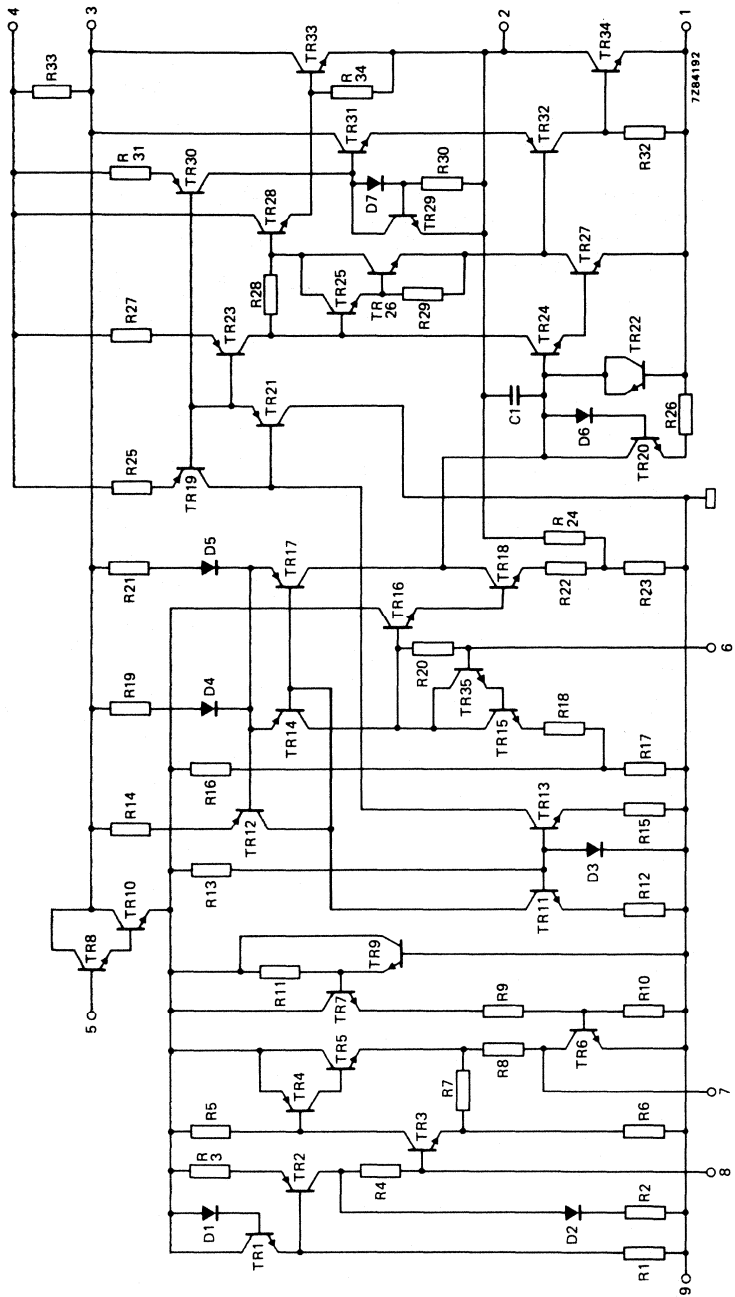 4
R33
3
5
TR8
TR10
R14
R19
R21
R25
R27
R
31
D1
R
3
R5
R11
R13
R16
D4
D5
TR19
TR30
TR1
TR2
TR4
TR5
TR7
TR9
TR12
TR14
TR17
TR21
TR23
R28
TR28
TR33
R
34
R4
TR3
R7
R8
R9
TR16
R20
TR35
TR15
TR25
TR
26
R29
D7
TR29
R30
TR31
2
D2
TR6
TR11
TR13
D3
R18
TR18
R22
R
24
C1
D6
TR20
TR24
TR22
TR27
TR32
TR34
R1
R2
R6
R10
R12
R15
R17
R23
R26
R32
9
8
7
6
1
7Z84192